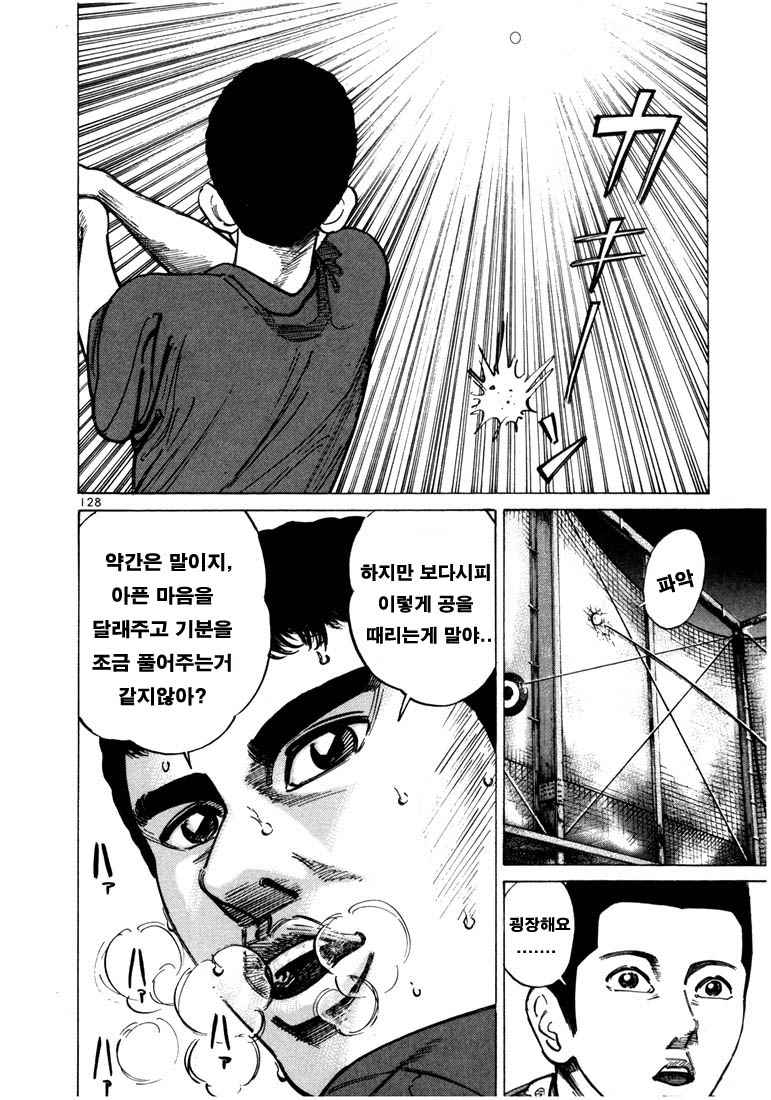 カキーン
128
파악
하지만 보다시피
이렇게 공을
때리는게 말야..
약간은 말이지,
아픈 마음을
달래주고 기분을
조금 풀어주는거
같지않아?
ハァ
ハァ
ハァ
굉장해요
.......